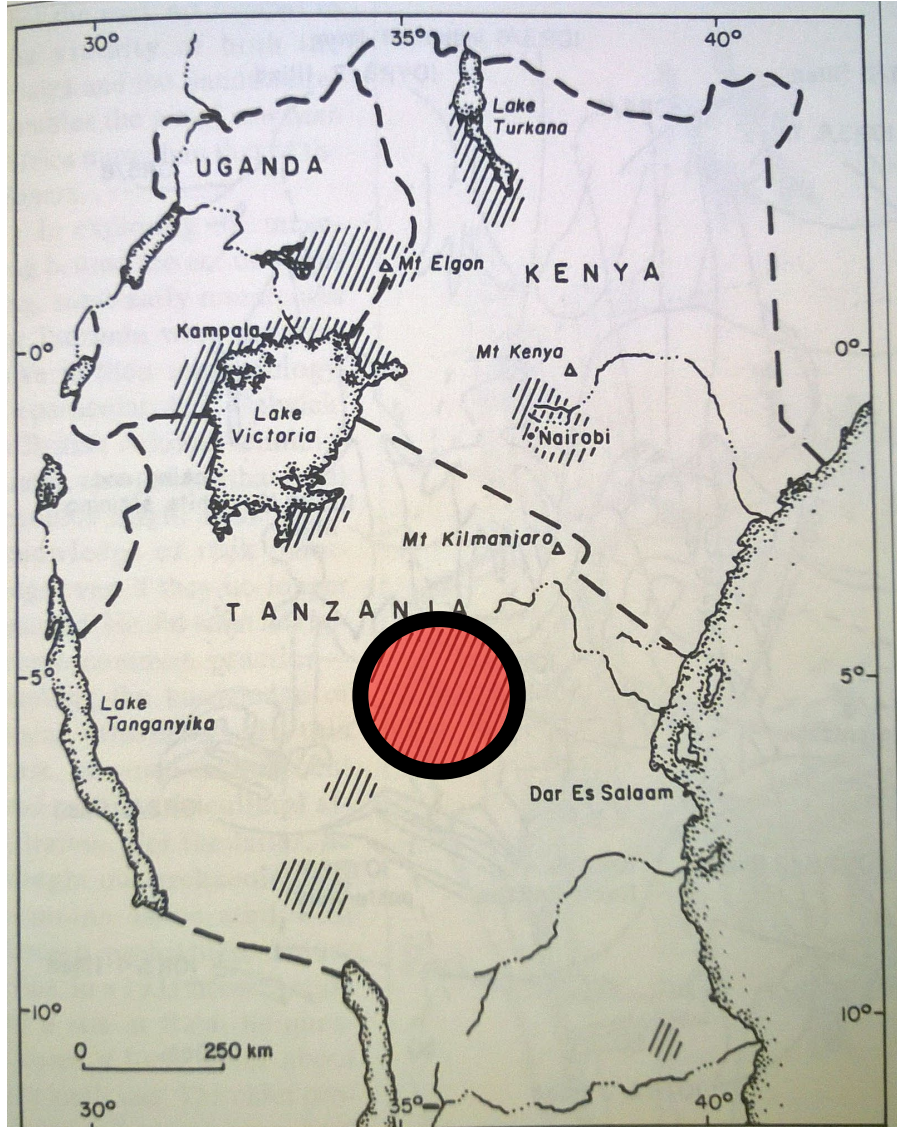 30°
35°
40°
Lake
Turkana
UGANDA
Mt Elgon
KENYA
Kampala
0°
Mt Kenya
0°
Lake
Victoria
Nairobi
Mt Kilmanjaro
TANZANIA
5°
5°
Lake
Tanganyika
Dar Es Salaam
10°
10°
0 250 km
30°
35°
40°